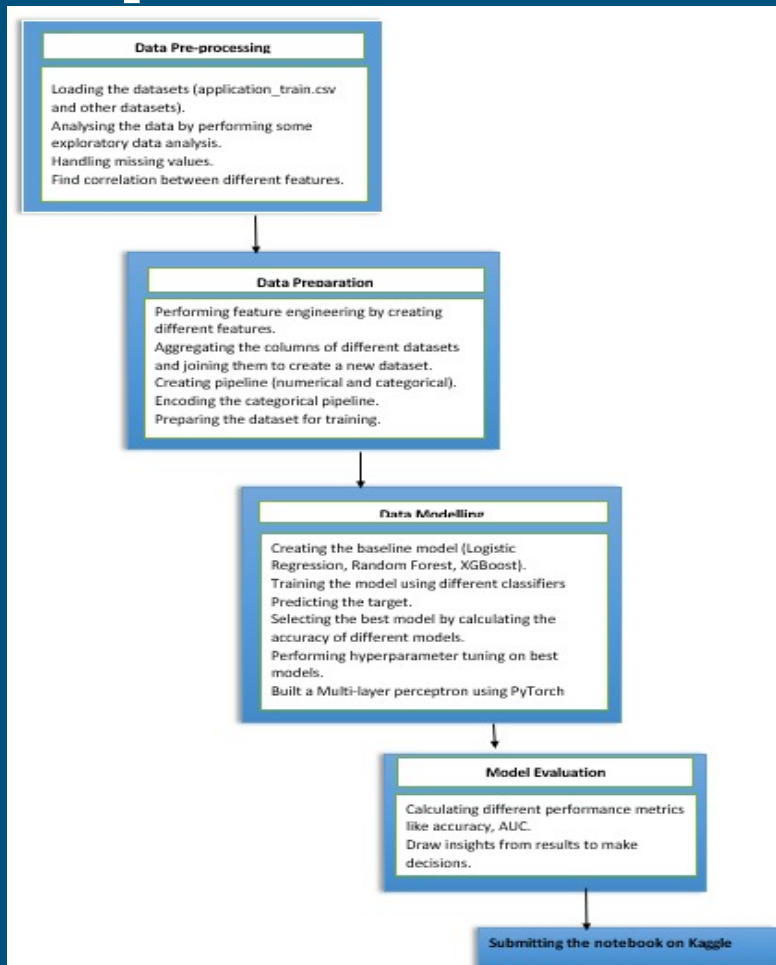 Data Pre-processing
Loading the datasets (application_train.csv
and other datasets).
Analysing the data by performing some
exploratory data analysis.
Handling missing values.
Find correlation between different features.
Data Preparation
Performing feature engineering by creating
different features.
Aggregating the columns of different datasets
and joining them to create a new dataset.
Creating pipeline (numerical and categorical).
Encoding the categorical pipeline.
Preparing the dataset for training.
Data Modelling
Creating the baseline model (Logistic
Regression, Random Forest, XGBoost).
Training the model using different classifiers
Predicting the target.
Selecting the best model by calculating the
accuracy of different models.
Performing hyperparameter tuning on best
models.
Built a Multi-layer perceptron using PyTorch
Model Evaluation
Calculating different performance metrics
like accuracy, AUC.
Draw insights from results to make
decisions.
Submitting the notebook on Kaggle